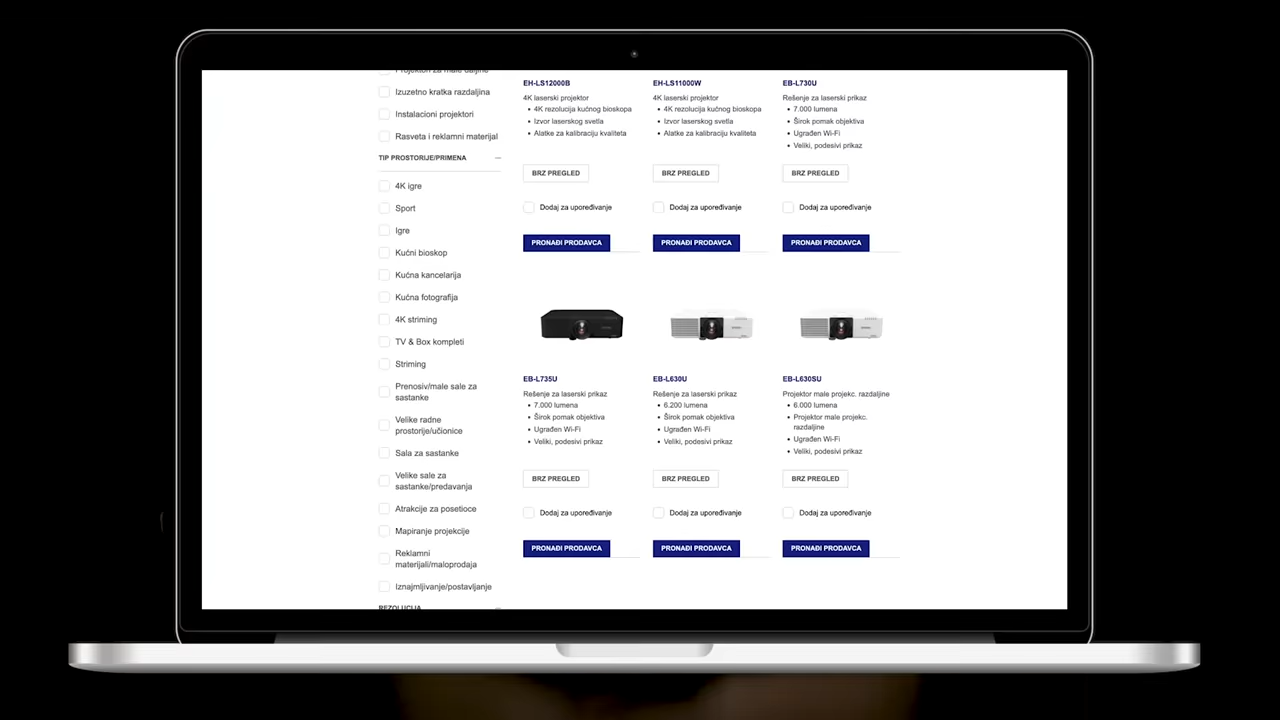 Projektori za male daljine
Izuzetno kratka razdaljina
Instalacioni projektori
Rasveta i reklamni materijal
TIP PROSTORIJE/PRIMENA
4K igre
Sport
Igre
Kućni bioskop
Kućna kancelarija
Kućna fotografija
4K striming
TV & Box kompleti
Striming
Prenosiv/male sale za
sastanke
Velike radne
prostorije/učionice
Sala za sastanke
Velike sale za
sastanke/predavanja
Atrakcije za posetioce
Mapiranje projekcije
Reklamni
materijali/maloprodaja
Iznajmljivanje/postavljanje
REZOLUCIJA
EH-LS12000B
4K laserski projektor
• 4K rezolucija kućnog bioskopa
• Izvor laserskog svetla
• Alatke za kalibraciju kvaliteta
BRZ PREGLED
Dodaj za upoređivanje
PRONAĐI PRODAVCA
EH-LS11000W
4K laserski projektor
• 4K rezolucija kućnog bioskopa
• Izvor laserskog svetla
• Alatke za kalibraciju kvaliteta
BRZ PREGLED
Dodaj za upoređivanje
PRONAĐI PRODAVCA
EB-L730U
Rešenje za laserski prikaz
• 7.000 lumena
• Širok pomak objektiva
• Ugrađen Wi-Fi
• Veliki, podesivi prikaz
BRZ PREGLED
Dodaj za upoređivanje
PRONAĐI PRODAVCA
EB-L735U
Rešenje za laserski prikaz
• 7.000 lumena
• Širok pomak objektiva
• Ugrađen Wi-Fi
• Veliki, podesivi prikaz
BRZ PREGLED
Dodaj za upoređivanje
PRONAĐI PRODAVCA
EB-L630U
Rešenje za laserski prikaz
• 6.200 lumena
• Širok pomak objektiva
• Ugrađen Wi-Fi
• Veliki, podesivi prikaz
BRZ PREGLED
Dodaj za upoređivanje
PRONAĐI PRODAVCA
EB-L630SU
Projektor male projekc. razdaljine
• 6.000 lumena
• Projektor male projekc.
razdaljine
• Ugrađen Wi-Fi
• Veliki, podesivi prikaz
BRZ PREGLED
Dodaj za upoređivanje
PRONAĐI PRODAVCA